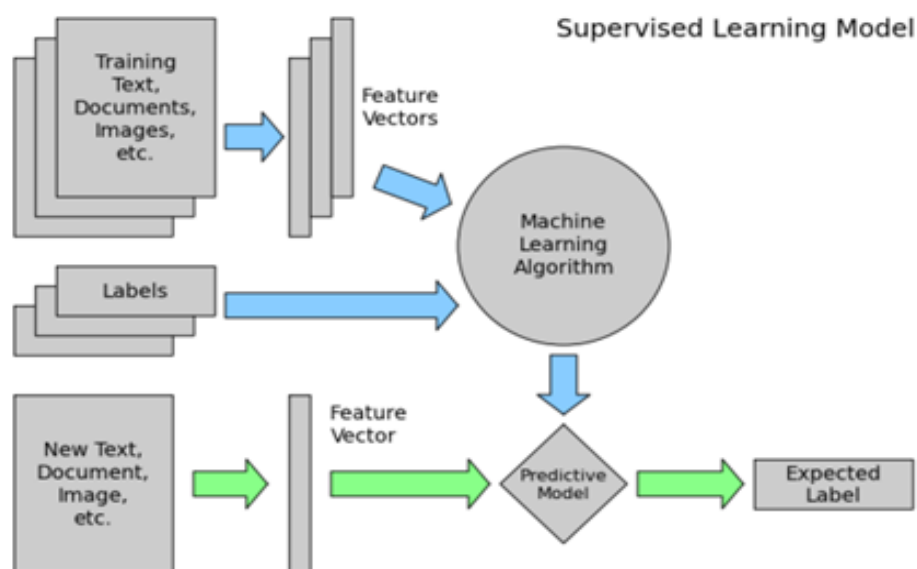 Supervised Learning Model
Training
Text,
Documents,
Images,
etc.
Feature
Vectors
Machine
Learning
Algorithm
Labels
New Text,
Document,
Image,
etc.
Feature
Vector
Predictive
Model
Expected
Label